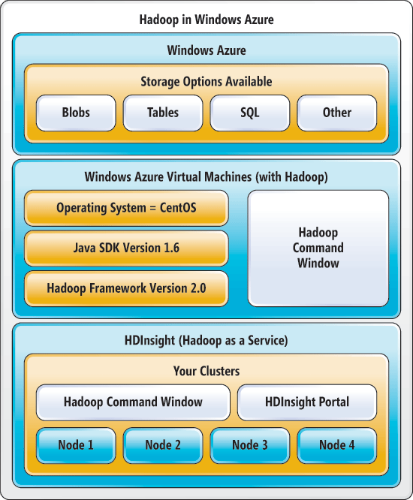 Hadoop in Windows Azure
Windows Azure
Storage Options Available
Blobs
Tables
SQL
Other
Windows Azure Virtual Machines (with Hadoop)
Operating System = CentOS
Java SDK Version 1.6
Hadoop Framework Version 2.0
Hadoop
Command
Window
HDInsight (Hadoop as a Service)
Your Clusters
Hadoop Command Window
HDInsight Portal
Node 1
Node 2
Node 3
Node 4